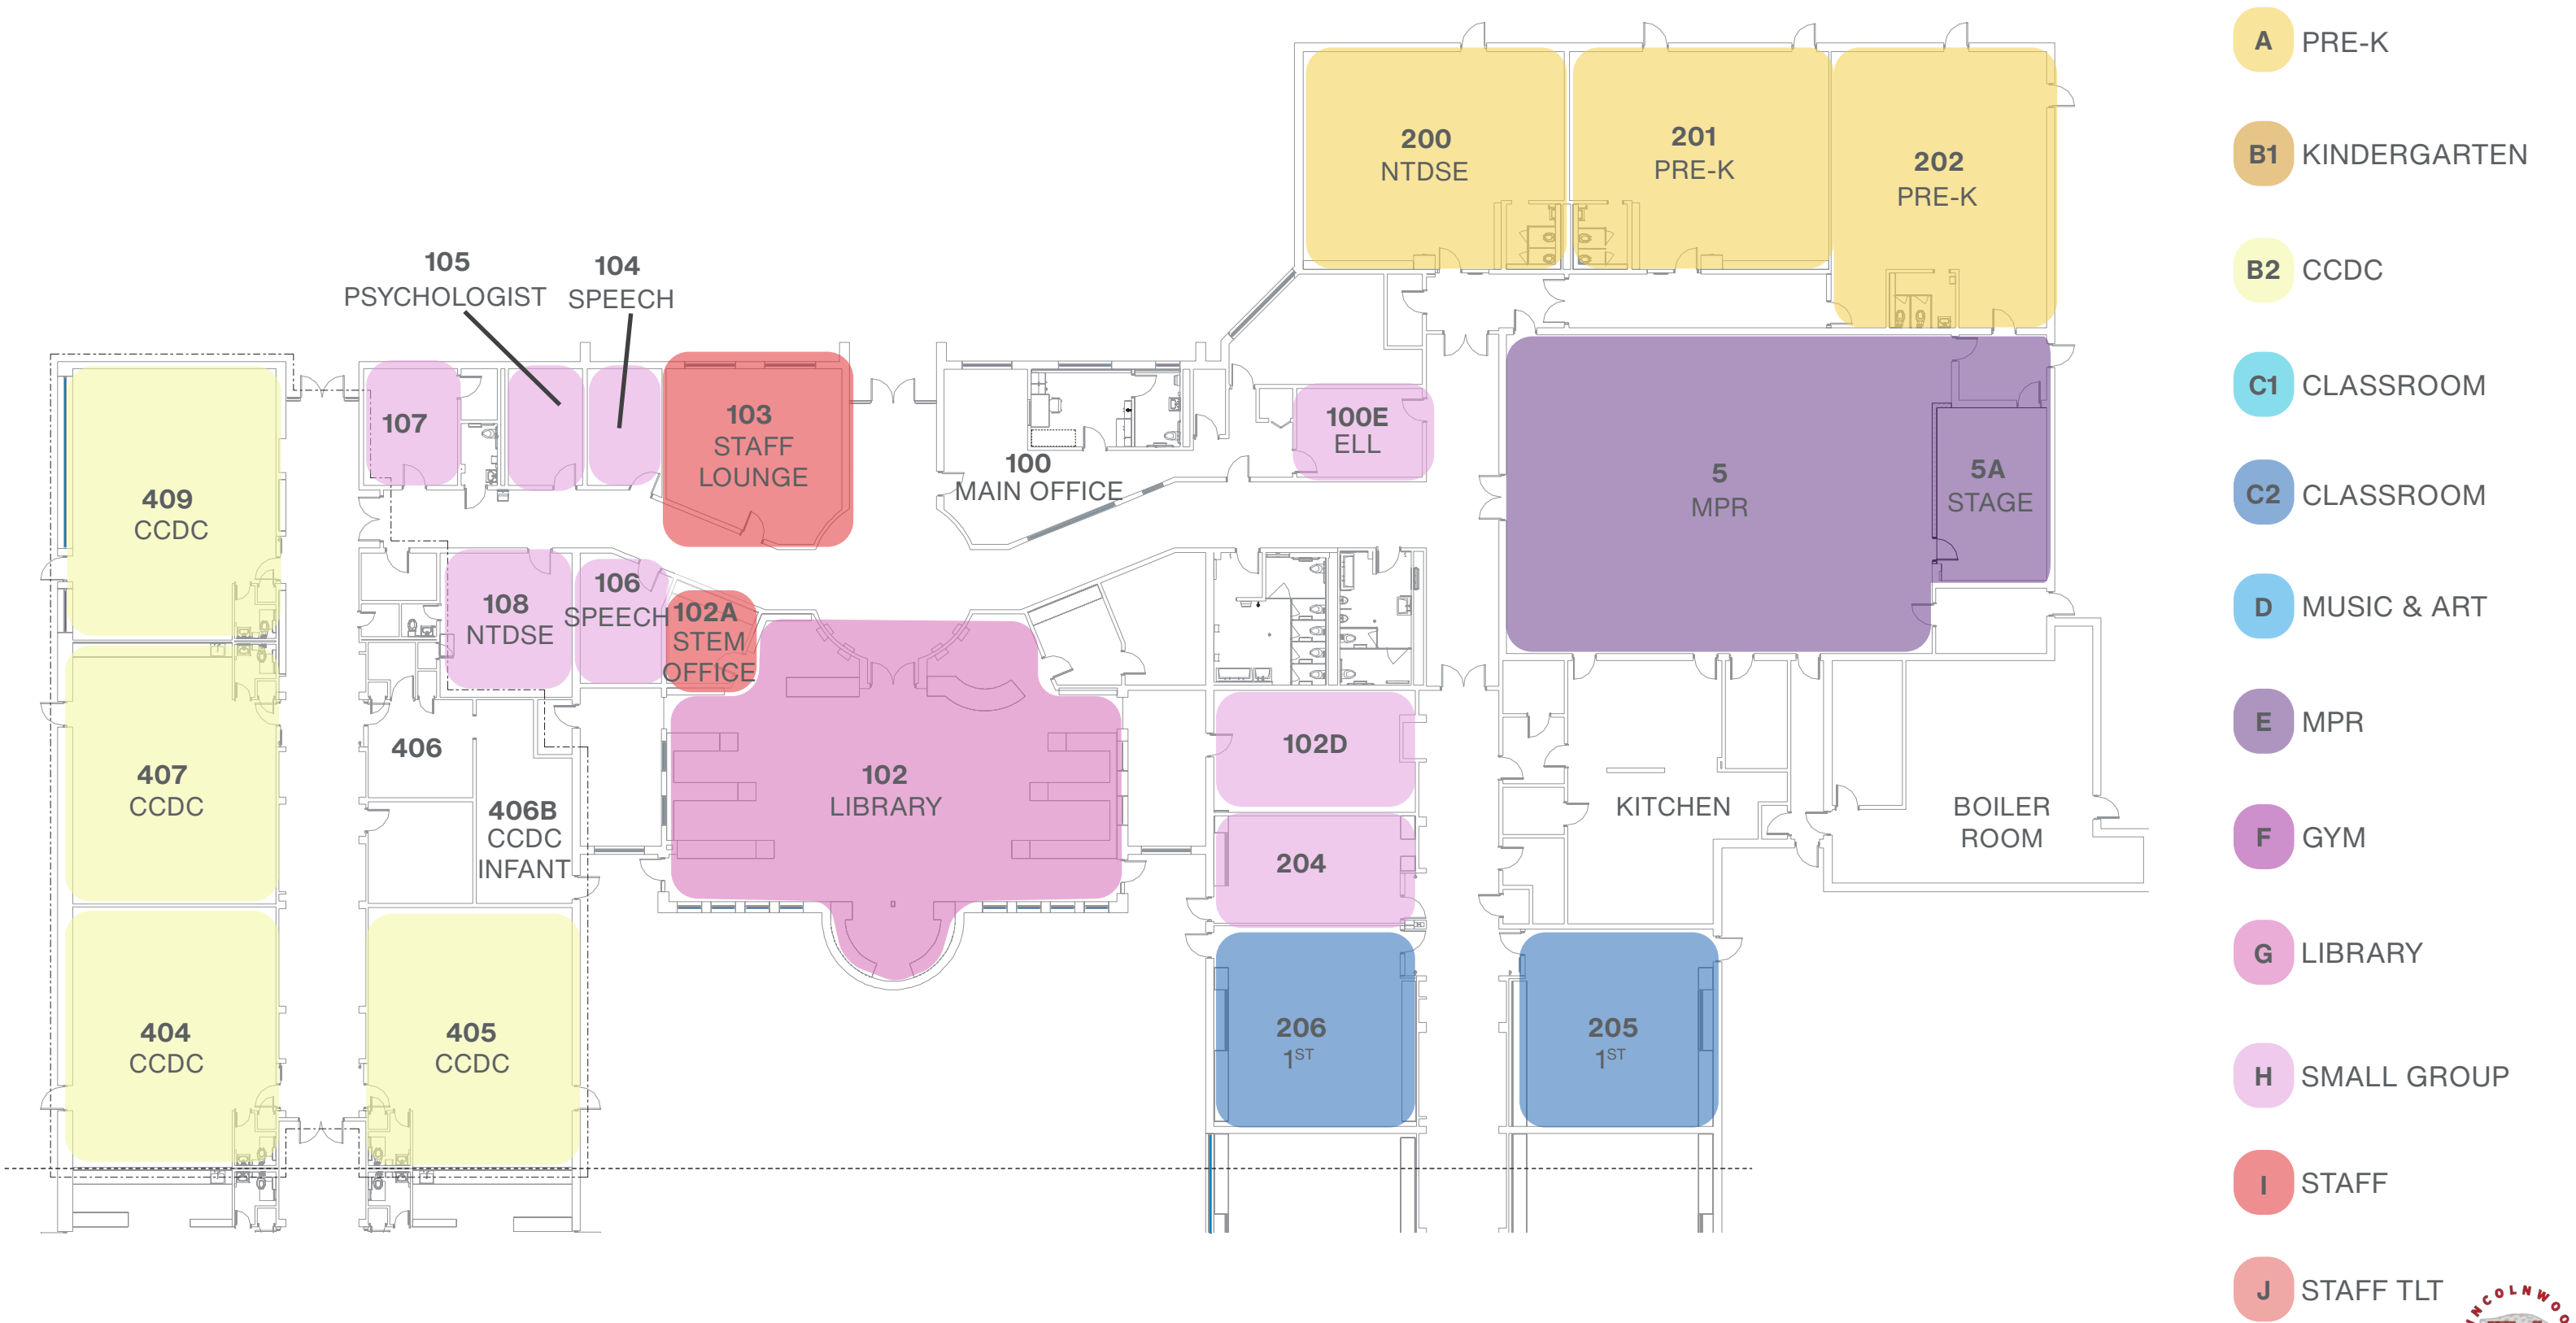 200
NTDSE
201
PRE-K
202
PRE-K
105
PSYCHOLOGIST
104
SPEECH
107
103
STAFF
LOUNGE
100
MAIN OFFICE
100E
ELL
5
MPR
5A
STAGE
409
CCDC
108
NTDSE
106
SPEECH
102A
STEM
OFFICE
407
CCDC
406
406B
CCDC
INFANT
102
LIBRARY
102D
204
KITCHEN
BOILER
ROOM
404
CCDC
405
CCDC
206
1ST
205
1ST
A PRE-K
B1 KINDERGARTEN
B2 CCDC
C1 CLASSROOM
C2 CLASSROOM
D MUSIC & ART
E MPR
F GYM
G LIBRARY
H SMALL GROUP
I STAFF
J STAFF TLT